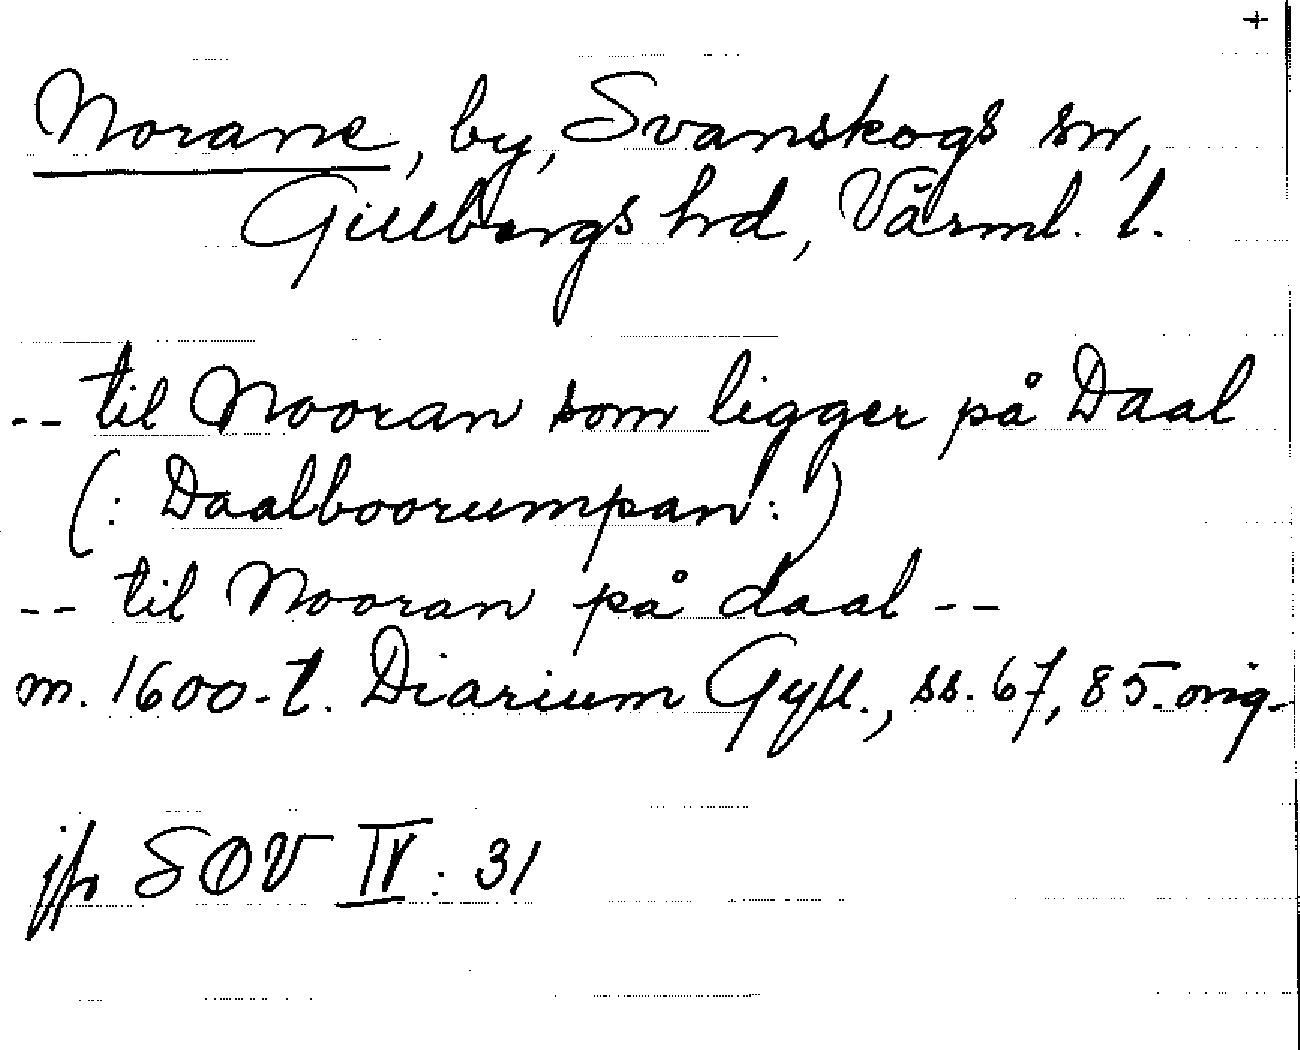 +
Norane, by, Svanskogs sn,
Gillbergs hd, Värml. l.
-- til Nooran som ligger på Daal
(: Daalboorumpan :)
-- til Nooran på daal --
m. 1600-t. Diarium Gyll., ss. 67, 85. orig.
jfr SOV IV : 31